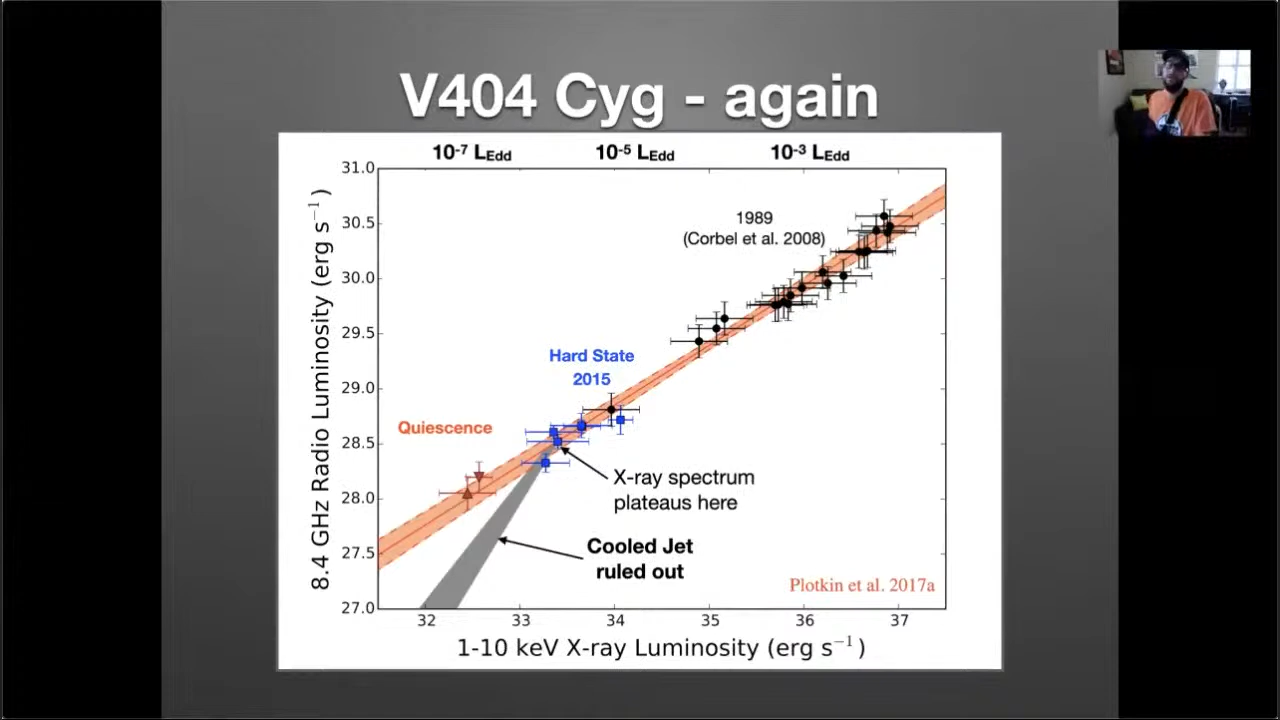 V404 Cyg - again
10⁻⁷ LEdd 10⁻⁵ LEdd 10⁻³ LEdd
31.0
30.5
30.0
29.5
29.0
28.5
28.0
27.5
27.0
8.4 GHz Radio Luminosity (erg s⁻¹)
1989
(Corbel et al. 2008)
Hard State
2015
Quiescence
X-ray spectrum
plateaus here
Cooled Jet
ruled out
Plotkin et al. 2017a
32 33 34 35 36 37
1-10 keV X-ray Luminosity (erg s⁻¹)